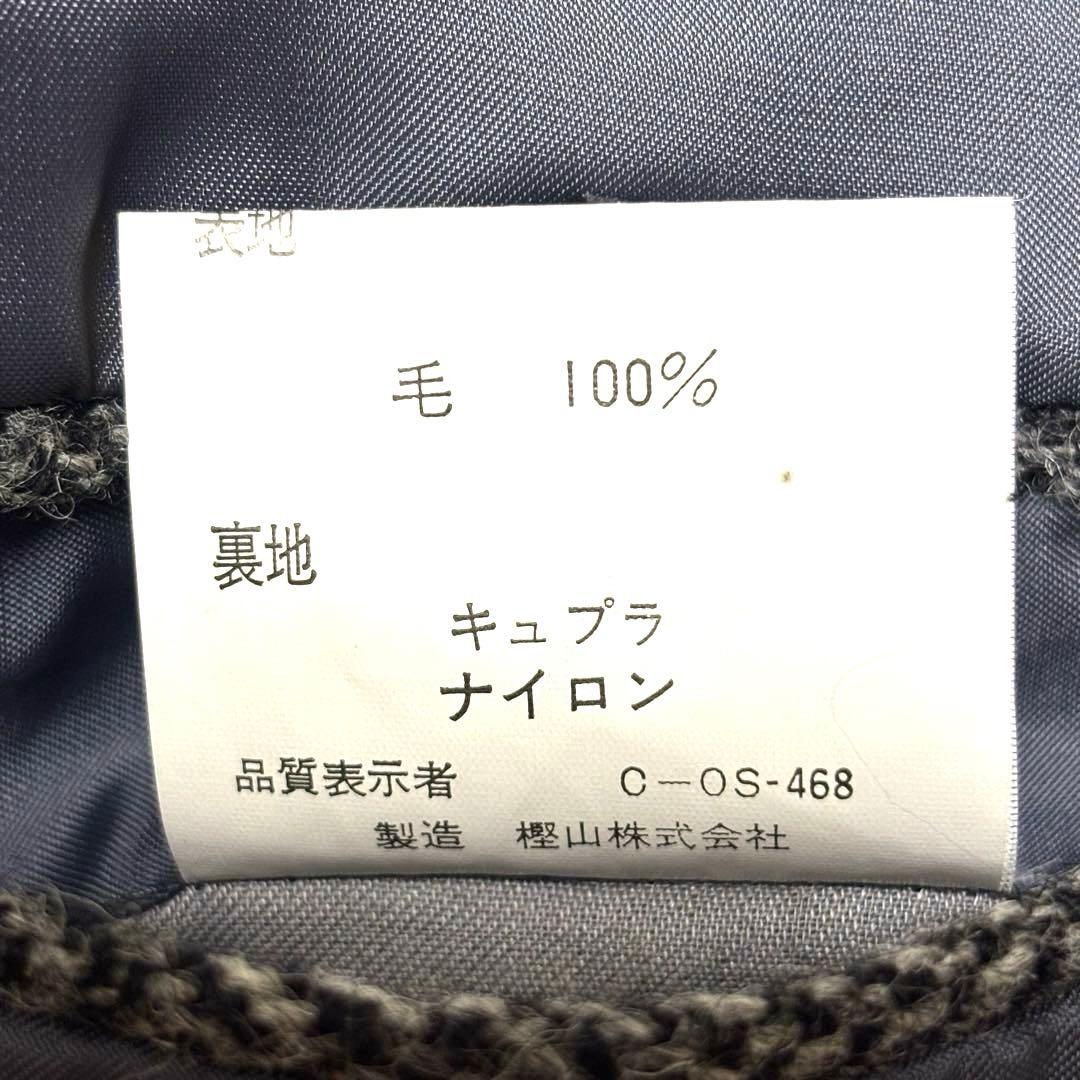 表地
毛 100%
裏地
キュプラ
ナイロン
品質表示者 C-OS-468
製造 樫山株式会社